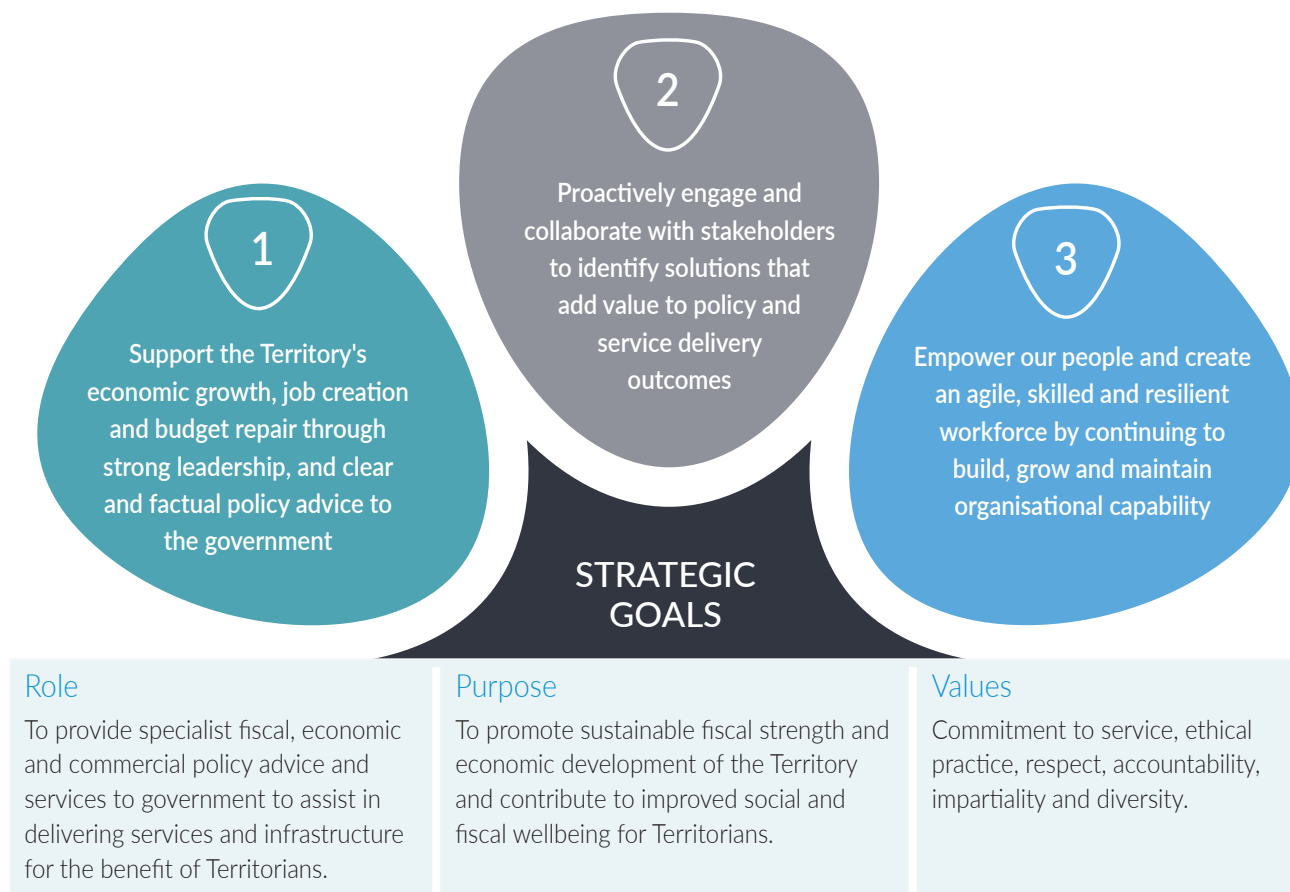 1
Support the Territory's
economic growth, job creation
and budget repair through
strong leadership, and clear
and factual policy advice to
the government
2
Proactively engage and
collaborate with stakeholders
to identify solutions that
add value to policy and
service delivery
outcomes
3
Empower our people and create
an agile, skilled and resilient
workforce by continuing to
build, grow and maintain
organisational capability
STRATEGIC
GOALS
Role
To provide specialist fiscal, economic
and commercial policy advice and
services to government to assist in
delivering services and infrastructure
for the benefit of Territorians.
Purpose
To promote sustainable fiscal strength and
economic development of the Territory
and contribute to improved social and
fiscal wellbeing for Territorians.
Values
Commitment to service, ethical
practice, respect, accountability,
impartiality and diversity.